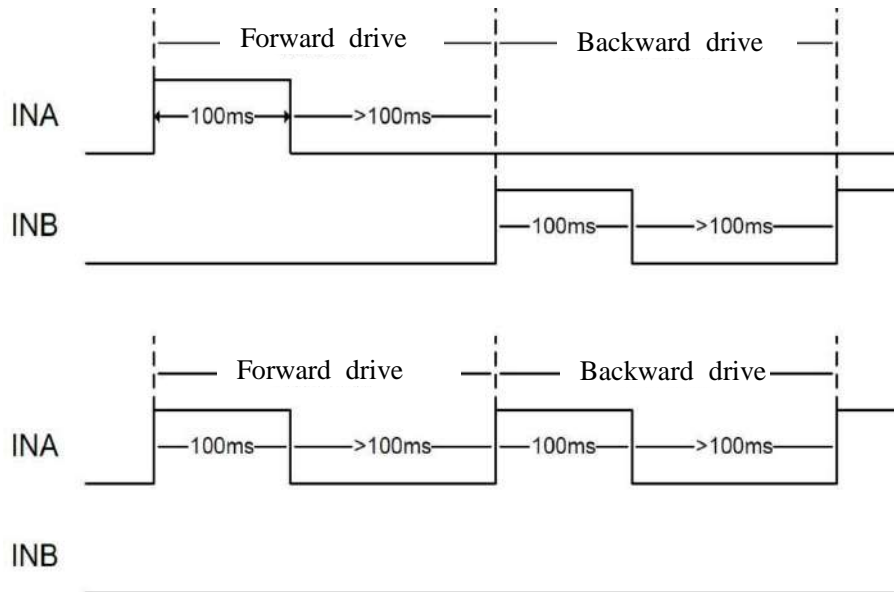 Forward drive Backward drive
INA 100ms >100ms
INB 100ms >100ms
Forward drive Backward drive
INA 100ms >100ms 100ms >100ms
INB